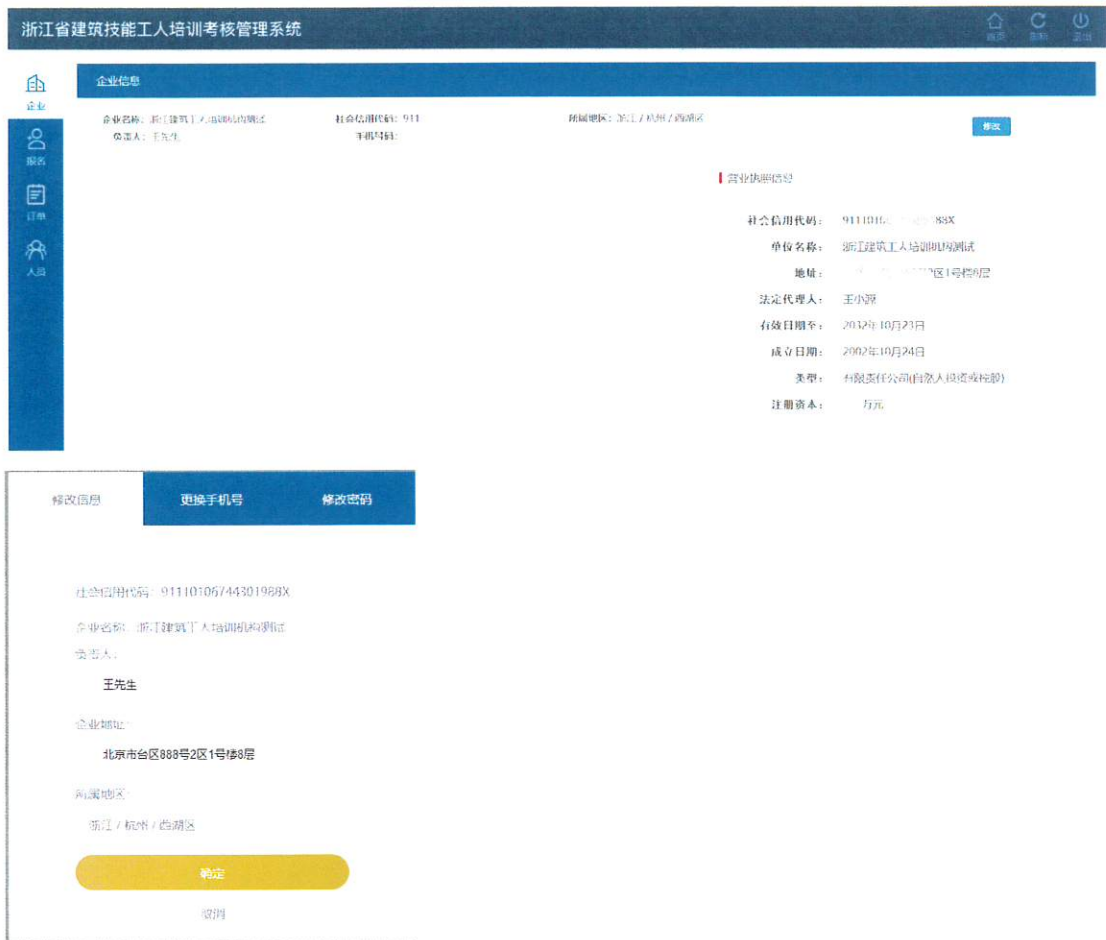 浙江省建筑技能工人培训考核管理系统
首页 刷新 退出
企业
报名
订单
人员
企业信息
企业名称：浙江建筑工人培训机构测试 社会信用代码：911 所属地区：浙江 / 杭州 / 西湖区
负责人：王先生 手机号码：
修改
营业执照信息
社会信用代码：
单位名称：浙江建筑工人培训机构测试
地址：2区1号楼8层
法定代理人：王小源
有效日期至：2032年10月23日
成立日期：2002年10月24日
类型：有限责任公司(自然人投资或控股)
注册资本：万元
修改信息 更换手机号 修改密码
社会信用代码：91110106744301988X
企业名称：浙江建筑工人培训机构测试
负责人：
王先生
企业地址：
北京市台区888号2区1号楼8层
所属地区：
浙江 / 杭州 / 西湖区
确定
取消